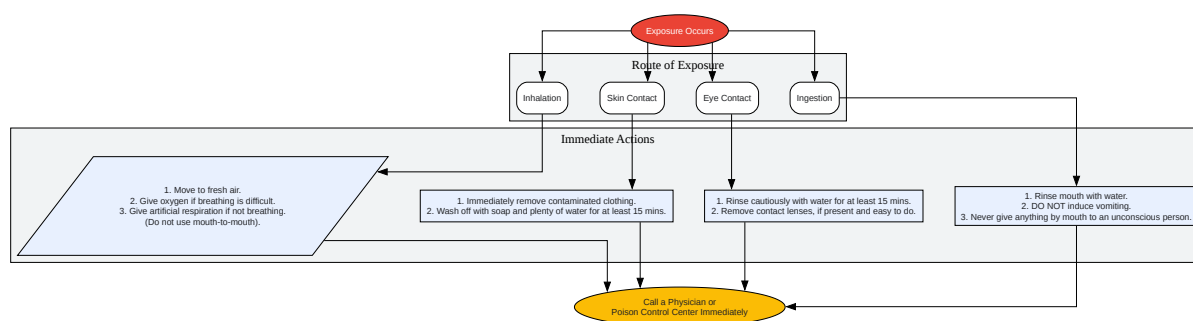 Exposure Occurs
Route of Exposure
Inhalation
Skin Contact
Eye Contact
Ingestion
Immediate Actions
1. Move to fresh air.
2. Give oxygen if breathing is difficult.
3. Give artificial respiration if not breathing.
(Do not use mouth-to-mouth).
1. Immediately remove contaminated clothing.
2. Wash off with soap and plenty of water for at least 15 mins.
1. Rinse cautiously with water for at least 15 mins.
2. Remove contact lenses, if present and easy to do.
1. Rinse mouth with water.
2. DO NOT induce vomiting.
3. Never give anything by mouth to an unconscious person.
Call a Physician or
Poison Control Center Immediately